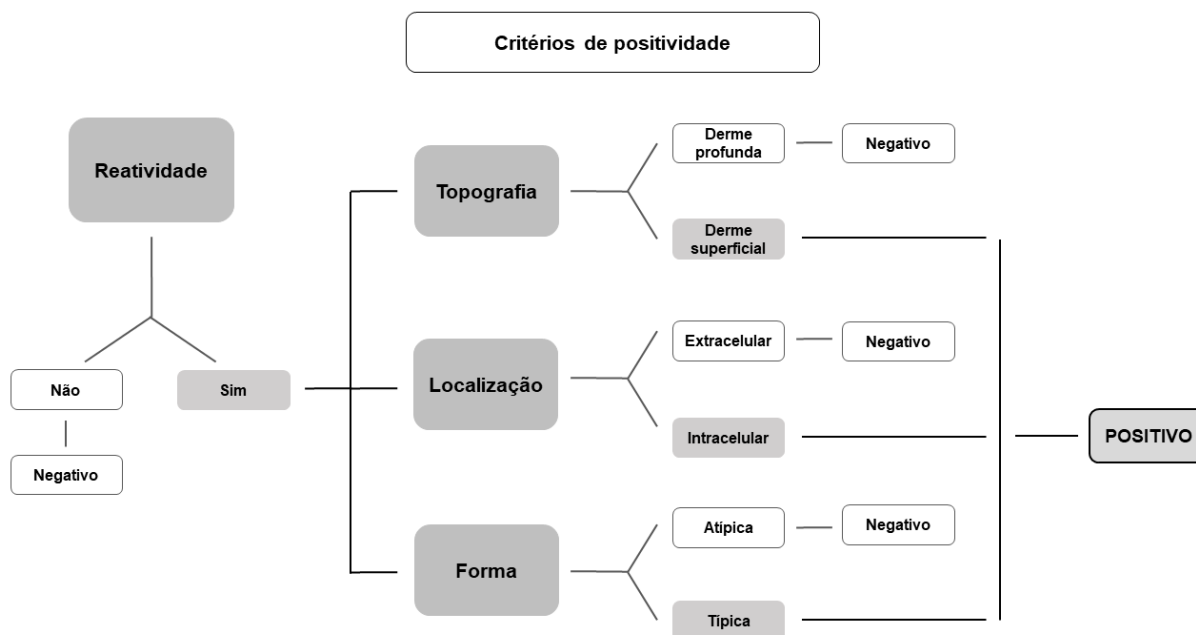 Critérios de positividade
Reatividade
Não
Negativo
Sim
Topografia
Derme
profunda
Negativo
Derme
superficial
Localização
Extracelular
Negativo
Intracelular
Forma
Atípica
Negativo
Típica
POSITIVO